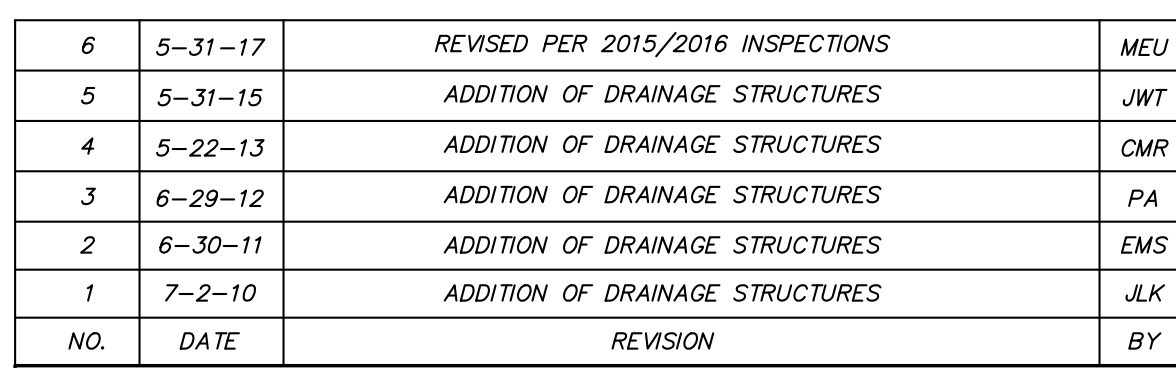 6 5-31-17 REVISED PER 2015/2016 INSPECTIONS MEU
5 5-31-15 ADDITION OF DRAINAGE STRUCTURES JWT
4 5-22-13 ADDITION OF DRAINAGE STRUCTURES CMR
3 6-29-12 ADDITION OF DRAINAGE STRUCTURES PA
2 6-30-11 ADDITION OF DRAINAGE STRUCTURES EMS
1 7-2-10 ADDITION OF DRAINAGE STRUCTURES JLK
NO. DATE REVISION BY